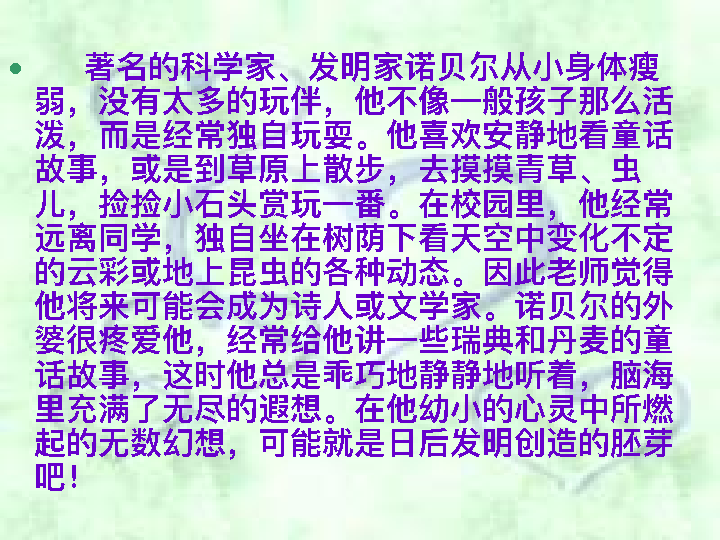 • 著名的科学家、发明家诺贝尔从小身体瘦
弱，没有太多的玩伴，他不像一般孩子那么活
泼，而是经常独自玩耍。他喜欢安静地看童话
故事，或是到草原上散步，去摸摸青草、虫
儿，捡捡小石头赏玩一番。在校园里，他经常
远离同学，独自坐在树荫下看天空中变化不定
的云彩或地上昆虫的各种动态。因此老师觉得
他将来可能会成为诗人或文学家。诺贝尔的外
婆很疼爱他，经常给他讲一些瑞典和丹麦的童
话故事，这时他总是乖巧地静静地听着，脑海
里充满了无尽的遐想。在他幼小的心灵中所燃
起的无数幻想，可能就是日后发明创造的胚芽
吧！